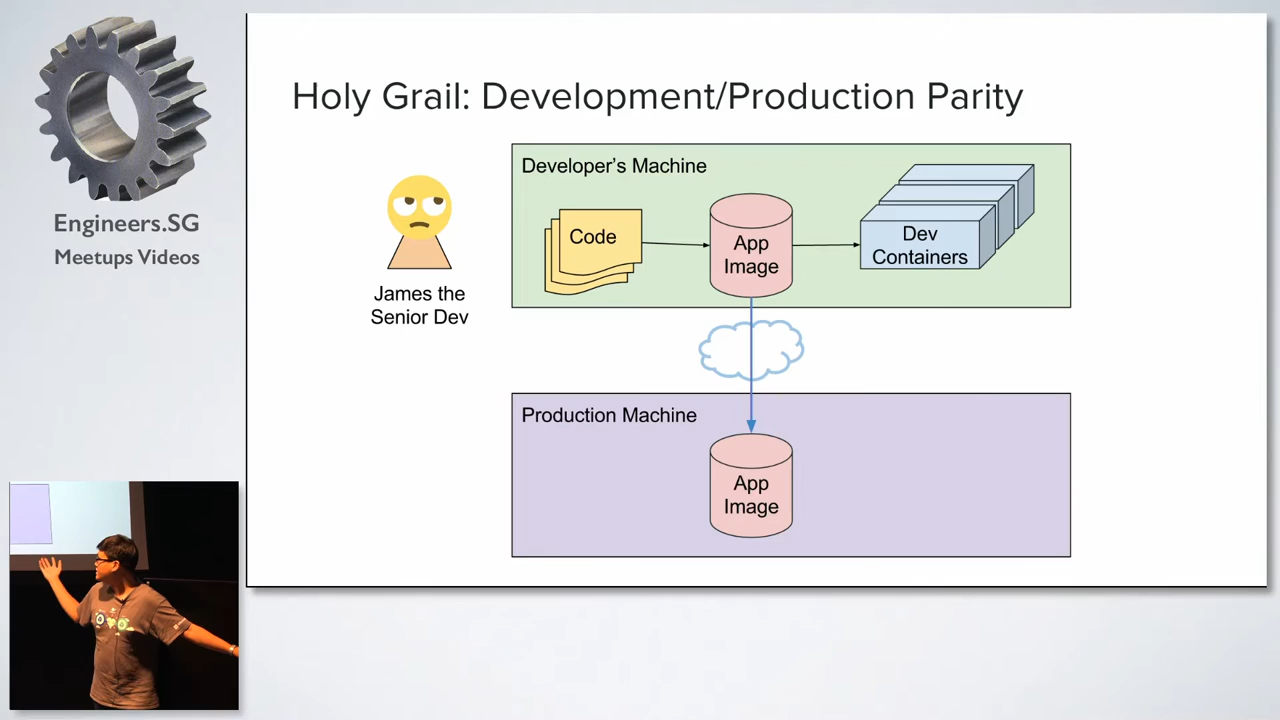 Engineers.SG
Meetups Videos
Holy Grail: Development/Production Parity
James the
Senior Dev
Developer's Machine
Code
App
Image
Dev
Containers
Production Machine
App
Image